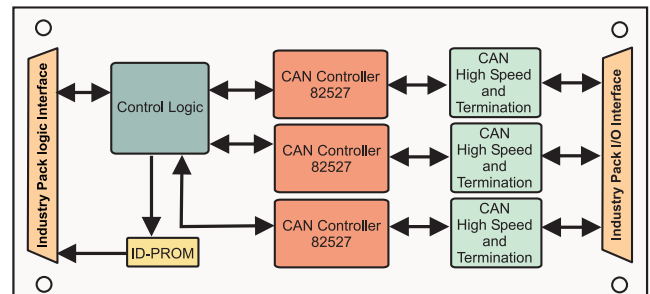 Industry Pack logic Interface
Control Logic
ID-PROM
CAN Controller
82527
CAN
High Speed
and
Termination
CAN Controller
82527
CAN
High Speed
and
Termination
CAN Controller
82527
CAN
High Speed
and
Termination
Industry Pack I/O Interface